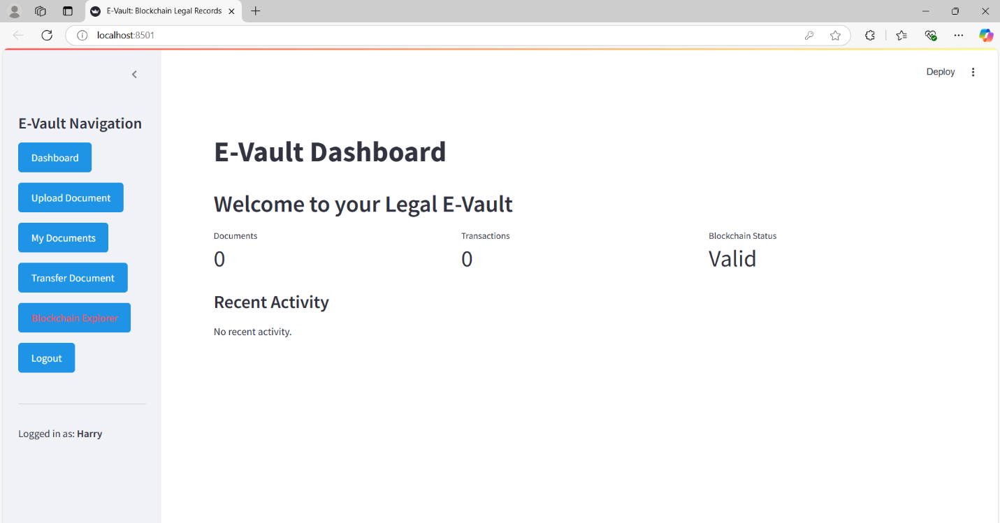 E-Vault: Blockchain Legal Records
localhost:8501
Deploy
E-Vault Navigation
Dashboard
Upload Document
My Documents
Transfer Document
Blockchain Explorer
Logout
Logged in as: Harry
E-Vault Dashboard
Welcome to your Legal E-Vault
Documents Transactions Blockchain Status
0 0 Valid
Recent Activity
No recent activity.